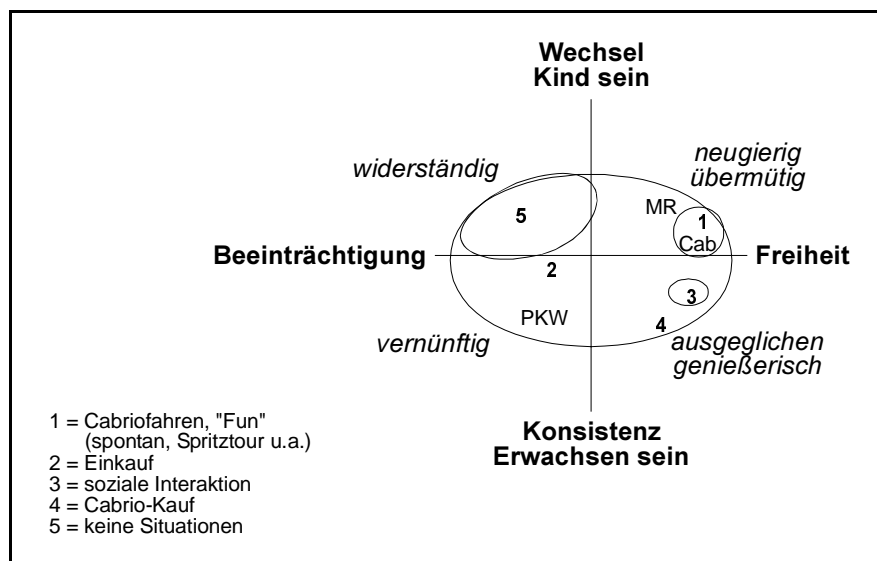 Wechsel
Kind sein
widerständig
neugierig
übermütig
5
MR
1
Cab
Beeinträchtigung
Freiheit
2
3
PKW
4
vernünftig
ausgeglichen
genießerisch
Konsistenz
Erwachsen sein
1 = Cabriofahren, "Fun"
(spontan, Spritztour u.a.)
2 = Einkauf
3 = soziale Interaktion
4 = Cabrio-Kauf
5 = keine Situationen